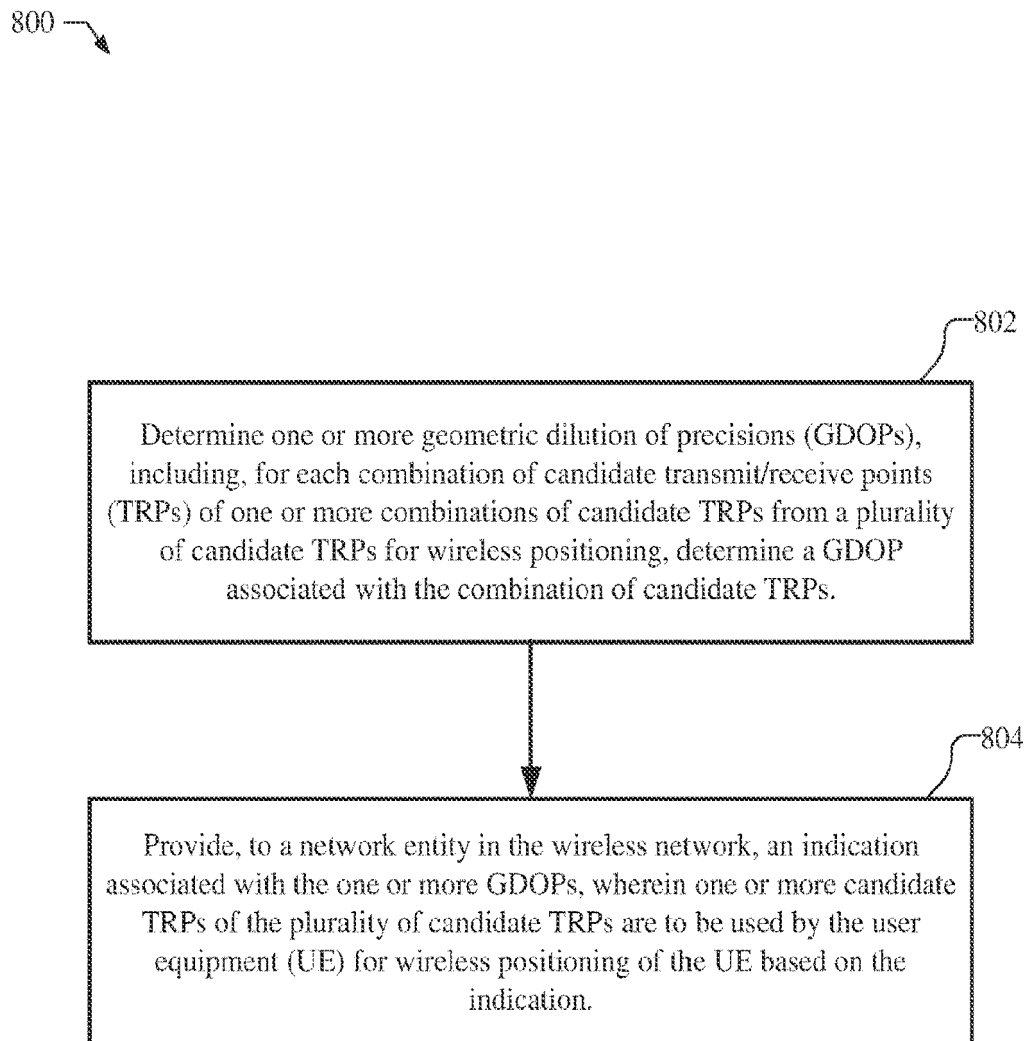 800
802
Determine one or more geometric dilution of precisions (GDOPs),
including, for each combination of candidate transmit/receive points
(TRPs) of one or more combinations of candidate TRPs from a plurality
of candidate TRPs for wireless positioning, determine a GDOP
associated with the combination of candidate TRPs.
804
Provide, to a network entity in the wireless network, an indication
associated with the one or more GDOPs, wherein one or more candidate
TRPs of the plurality of candidate TRPs are to be used by the user
equipment (UE) for wireless positioning of the UE based on the
indication.